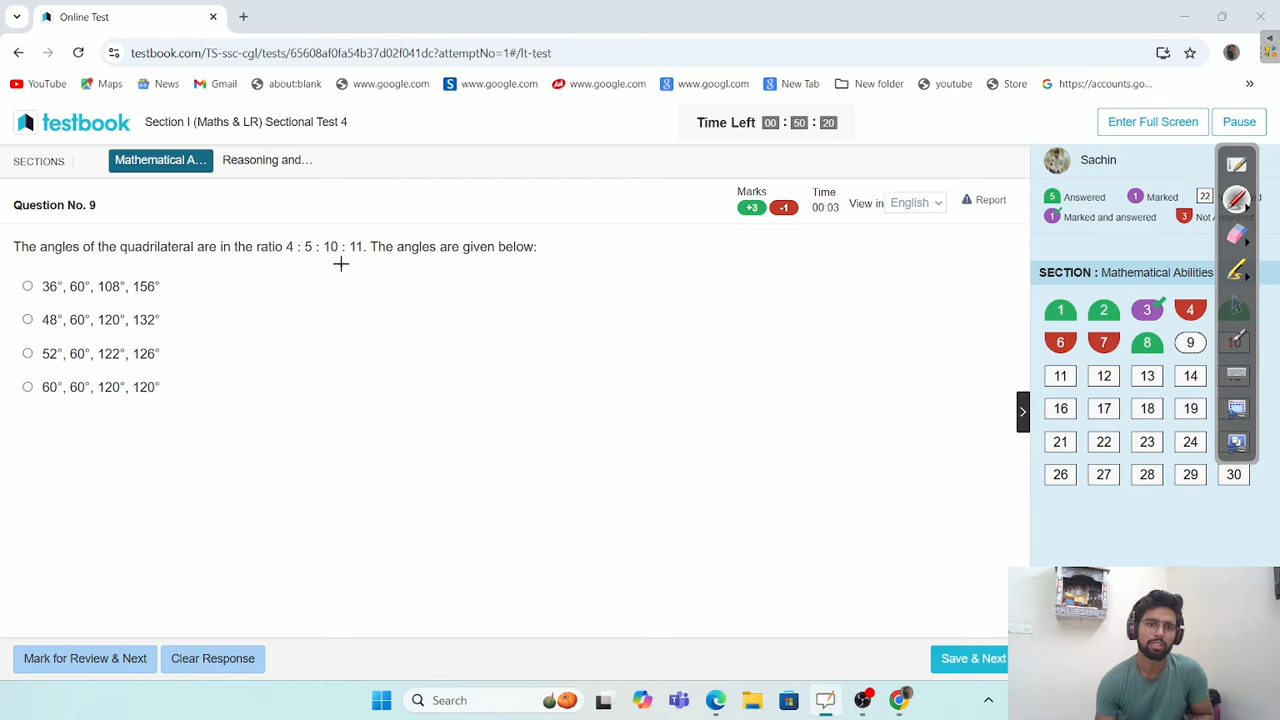 Online Test
testbook.com/TS-ssc-cgl/tests/65608af0fa54b37d02f041dc?attemptNo=1#/lt-test
YouTube Maps News Gmail about:blank www.google.com www.google.com www.google.com www.googl.com New Tab New folder youtube Store https://accounts.go...
testbook Section I (Maths & LR) Sectional Test 4 Time Left 00 : 50 : 20 Enter Full Screen Pause
SECTIONS Mathematical A... Reasoning and... Sachin
Question No. 9 Marks +3 -1 Time 00:03 View in English Report
5 Answered 1 Marked 22
1 Marked and answered 3
The angles of the quadrilateral are in the ratio 4 : 5 : 10 : 11. The angles are given below:
36°, 60°, 108°, 156°
48°, 60°, 120°, 132°
52°, 60°, 122°, 126°
60°, 60°, 120°, 120°
SECTION : Mathematical Abilities
1 2 3 4 5
6 7 8 9 10
11 12 13 14
16 17 18 19
21 22 23 24
26 27 28 29 30
Mark for Review & Next Clear Response Save & Next
Search